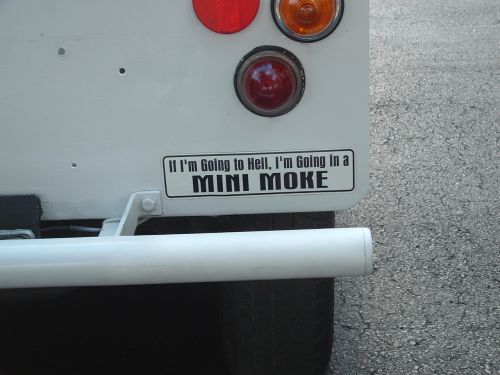 If I'm Going to Hell, I'm Going in a
MINI MOKE